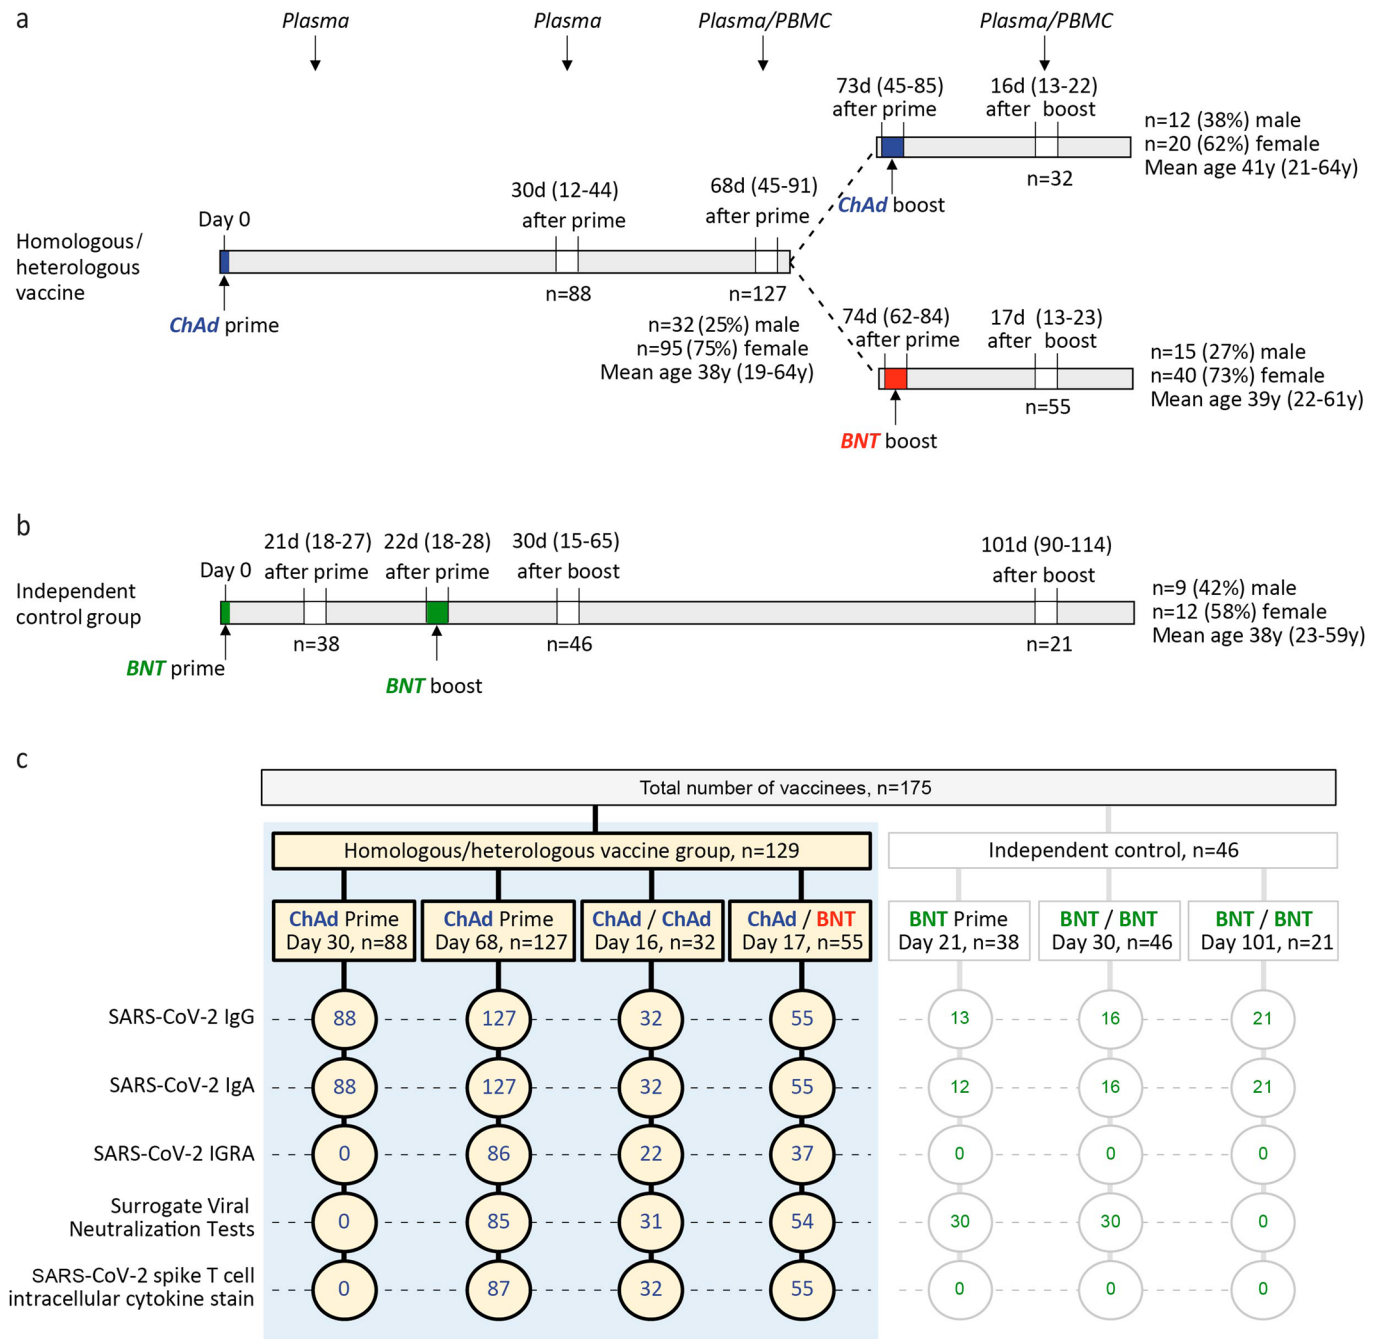 a
Plasma
Plasma
Plasma/PBMC
Plasma/PBMC
73d (45-85)
after prime
16d (13-22)
after boost
n=12 (38%) male
n=20 (62%) female
Mean age 41y (21-64y)
n=32
ChAd boost
30d (12-44)
after prime
68d (45-91)
after prime
Day 0
Homologous/
heterologous
vaccine
n=88
n=127
ChAd prime
n=32 (25%) male
n=95 (75%) female
Mean age 38y (19-64y)
74d (62-84)
after prime
17d (13-23)
after boost
n=15 (27%) male
n=40 (73%) female
Mean age 39y (22-61y)
n=55
BNT boost
b
Independent
control group
Day 0
21d (18-27)
after prime
22d (18-28)
after prime
30d (15-65)
after boost
101d (90-114)
after boost
n=9 (42%) male
n=12 (58%) female
Mean age 38y (23-59y)
n=38
n=46
n=21
BNT prime
BNT boost
c
Total number of vaccinees, n=175
Homologous/heterologous vaccine group, n=129
Independent control, n=46
ChAd Prime
Day 30, n=88
ChAd Prime
Day 68, n=127
ChAd / ChAd
Day 16, n=32
ChAd / BNT
Day 17, n=55
BNT Prime
Day 21, n=38
BNT / BNT
Day 30, n=46
BNT / BNT
Day 101, n=21
SARS-CoV-2 IgG 88 127 32 55 13 16 21
SARS-CoV-2 IgA 88 127 32 55 12 16 21
SARS-CoV-2 IGRA 0 86 22 37 0 0 0
Surrogate Viral
Neutralization Tests 0 85 31 54 30 30 0
SARS-CoV-2 spike T cell
intracellular cytokine stain 0 87 32 55 0 0 0